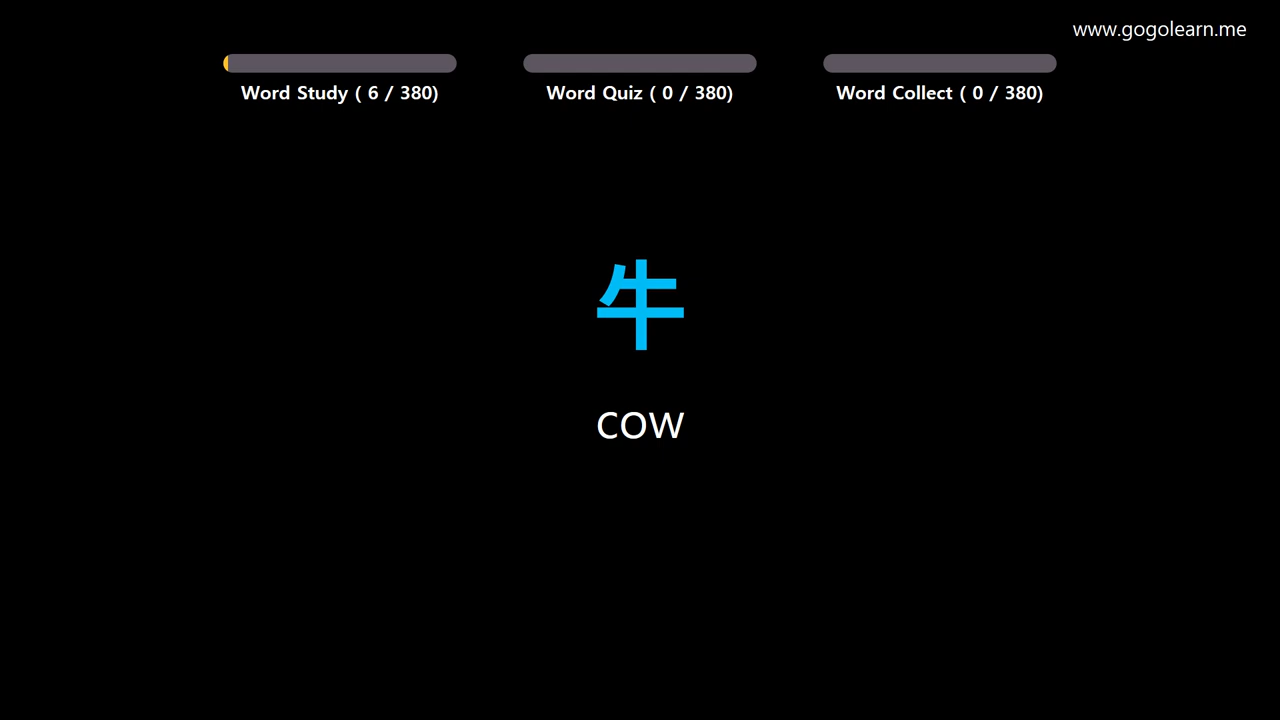 www.gogolearn.me
Word Study ( 6 / 380)
Word Quiz ( 0 / 380)
Word Collect ( 0 / 380)
牛
COW